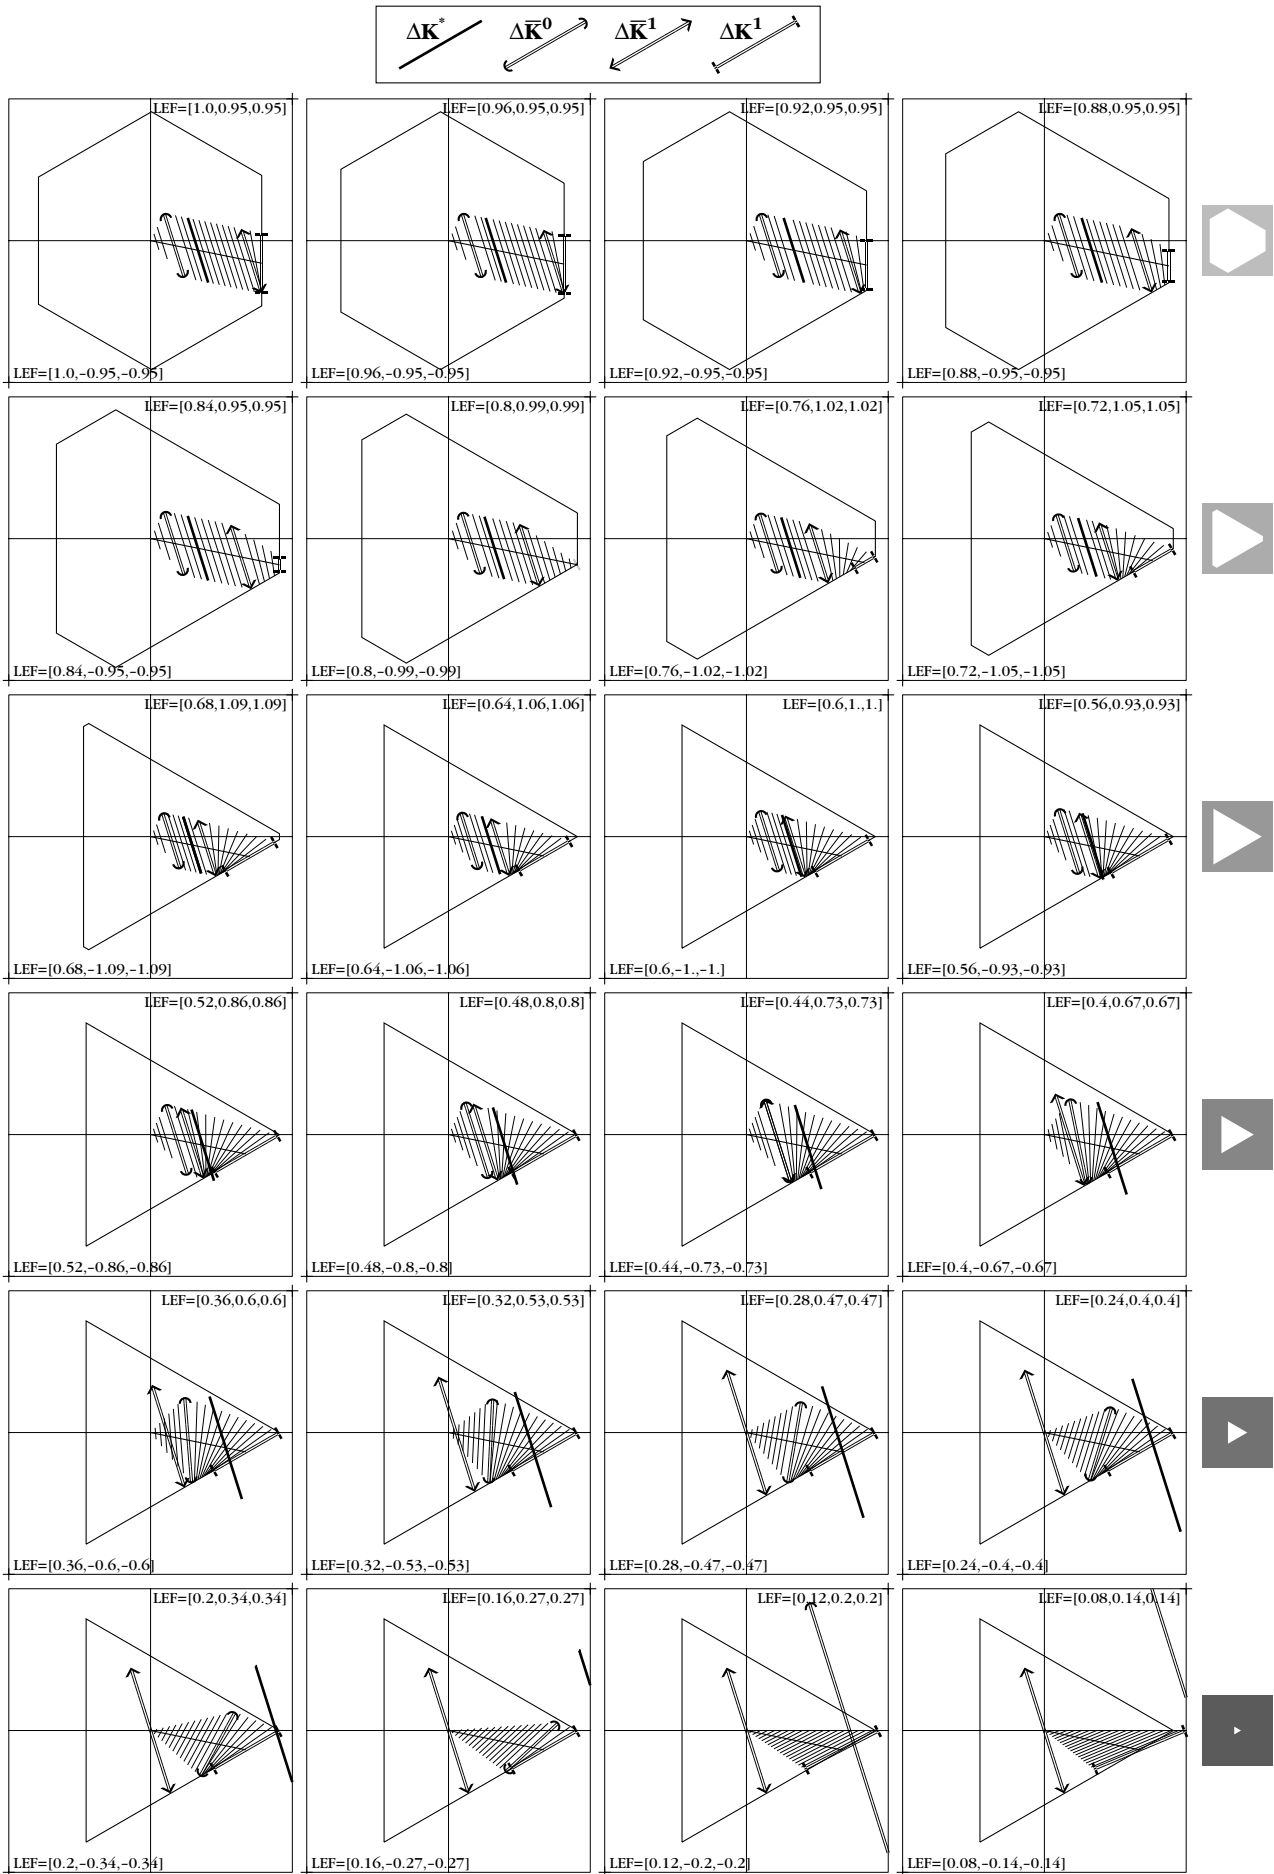 ΔK* ΔK̅⁰ ΔK̅¹ ΔK¹
LEF=[1.0,0.95,0.95] LEF=[0.96,0.95,0.95] LEF=[0.92,0.95,0.95] LEF=[0.88,0.95,0.95]
LEF=[1.0,−0.95,−0.95] LEF=[0.96,−0.95,−0.95] LEF=[0.92,−0.95,−0.95] LEF=[0.88,−0.95,−0.95]
LEF=[0.84,0.95,0.95] LEF=[0.8,0.99,0.99] LEF=[0.76,1.02,1.02] LEF=[0.72,1.05,1.05]
LEF=[0.84,−0.95,−0.95] LEF=[0.8,−0.99,−0.99] LEF=[0.76,−1.02,−1.02] LEF=[0.72,−1.05,−1.05]
LEF=[0.68,1.09,1.09] LEF=[0.64,1.06,1.06] LEF=[0.6,1.,1.] LEF=[0.56,0.93,0.93]
LEF=[0.68,−1.09,−1.09] LEF=[0.64,−1.06,−1.06] LEF=[0.6,−1.,−1.] LEF=[0.56,−0.93,−0.93]
LEF=[0.52,0.86,0.86] LEF=[0.48,0.8,0.8] LEF=[0.44,0.73,0.73] LEF=[0.4,0.67,0.67]
LEF=[0.52,−0.86,−0.86] LEF=[0.48,−0.8,−0.8] LEF=[0.44,−0.73,−0.73] LEF=[0.4,−0.67,−0.67]
LEF=[0.36,0.6,0.6] LEF=[0.32,0.53,0.53] LEF=[0.28,0.47,0.47] LEF=[0.24,0.4,0.4]
LEF=[0.36,−0.6,−0.6] LEF=[0.32,−0.53,−0.53] LEF=[0.28,−0.47,−0.47] LEF=[0.24,−0.4,−0.4]
LEF=[0.2,0.34,0.34] LEF=[0.16,0.27,0.27] LEF=[0.12,0.2,0.2] LEF=[0.08,0.14,0.14]
LEF=[0.2,−0.34,−0.34] LEF=[0.16,−0.27,−0.27] LEF=[0.12,−0.2,−0.2] LEF=[0.08,−0.14,−0.14]